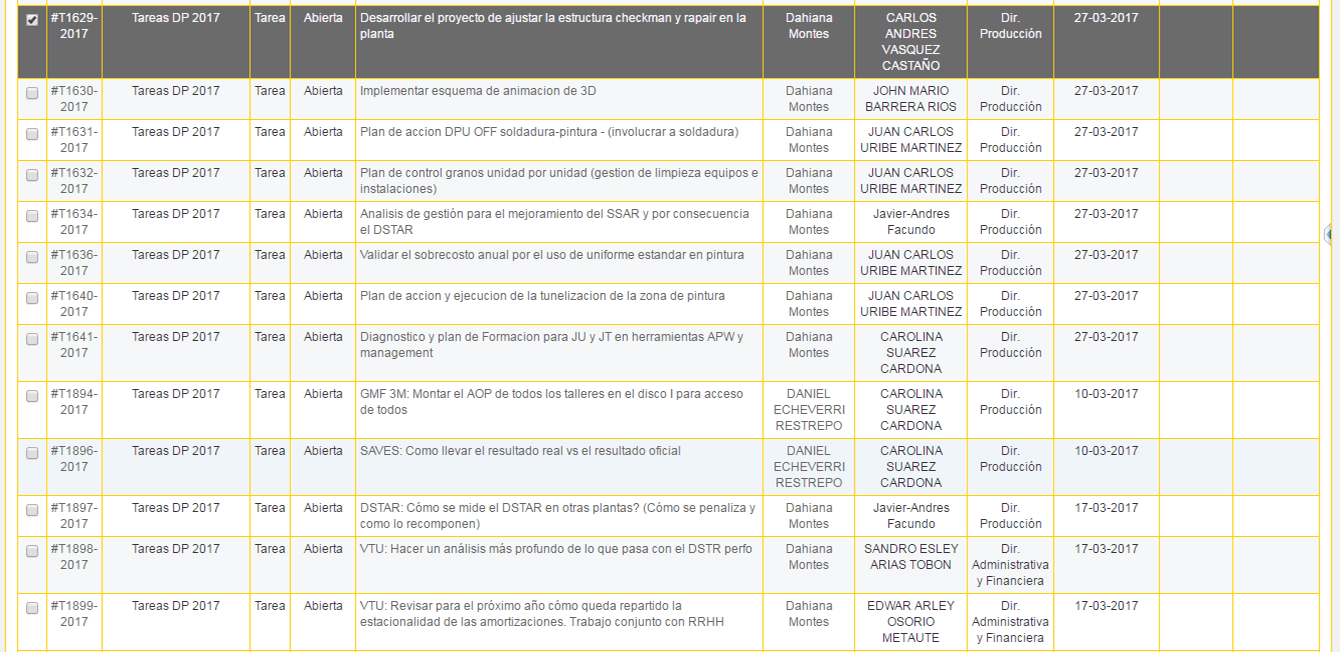 #T1629-2017 Tareas DP 2017 Tarea Abierta Desarrollar el proyecto de ajustar la estructura checkman y rapair en la planta Dahiana Montes CARLOS ANDRES VASQUEZ CASTAÑO Dir. Producción 27-03-2017
#T1630-2017 Tareas DP 2017 Tarea Abierta Implementar esquema de animacion de 3D Dahiana Montes JOHN MARIO BARRERA RIOS Dir. Producción 27-03-2017
#T1631-2017 Tareas DP 2017 Tarea Abierta Plan de accion DPU OFF soldadura-pintura - (involucrar a soldadura) Dahiana Montes JUAN CARLOS URIBE MARTINEZ Dir. Producción 27-03-2017
#T1632-2017 Tareas DP 2017 Tarea Abierta Plan de control granos unidad por unidad (gestion de limpieza equipos e instalaciones) Dahiana Montes JUAN CARLOS URIBE MARTINEZ Dir. Producción 27-03-2017
#T1634-2017 Tareas DP 2017 Tarea Abierta Analisis de gestión para el mejoramiento del SSAR y por consecuencia el DSTAR Dahiana Montes Javier-Andres Facundo Dir. Producción 27-03-2017
#T1636-2017 Tareas DP 2017 Tarea Abierta Validar el sobrecosto anual por el uso de uniforme estandar en pintura Dahiana Montes JUAN CARLOS URIBE MARTINEZ Dir. Producción 27-03-2017
#T1640-2017 Tareas DP 2017 Tarea Abierta Plan de accion y ejecucion de la tunelizacion de la zona de pintura Dahiana Montes JUAN CARLOS URIBE MARTINEZ Dir. Producción 27-03-2017
#T1641-2017 Tareas DP 2017 Tarea Abierta Diagnostico y plan de Formacion para JU y JT en herramientas APW y management Dahiana Montes CAROLINA SUAREZ CARDONA Dir. Producción 27-03-2017
#T1894-2017 Tareas DP 2017 Tarea Abierta GMF 3M: Montar el AOP de todos los talleres en el disco I para acceso de todos DANIEL ECHEVERRI RESTREPO CAROLINA SUAREZ CARDONA Dir. Producción 10-03-2017
#T1896-2017 Tareas DP 2017 Tarea Abierta SAVES: Como llevar el resultado real vs el resultado oficial DANIEL ECHEVERRI RESTREPO CAROLINA SUAREZ CARDONA Dir. Producción 10-03-2017
#T1897-2017 Tareas DP 2017 Tarea Abierta DSTAR: Cómo se mide el DSTAR en otras plantas? (Cómo se penaliza y como lo recomponen) Dahiana Montes Javier-Andres Facundo Dir. Producción 17-03-2017
#T1898-2017 Tareas DP 2017 Tarea Abierta VTU: Hacer un análisis más profundo de lo que pasa con el DSTR perfo Dahiana Montes SANDRO ESLEY ARIAS TOBON Dir. Administrativa y Financiera 17-03-2017
#T1899-2017 Tareas DP 2017 Tarea Abierta VTU: Revisar para el próximo año cómo queda repartido la estacionalidad de las amortizaciones. Trabajo conjunto con RRHH Dahiana Montes EDWAR ARLEY OSORIO METAUTE Dir. Administrativa y Financiera 17-03-2017